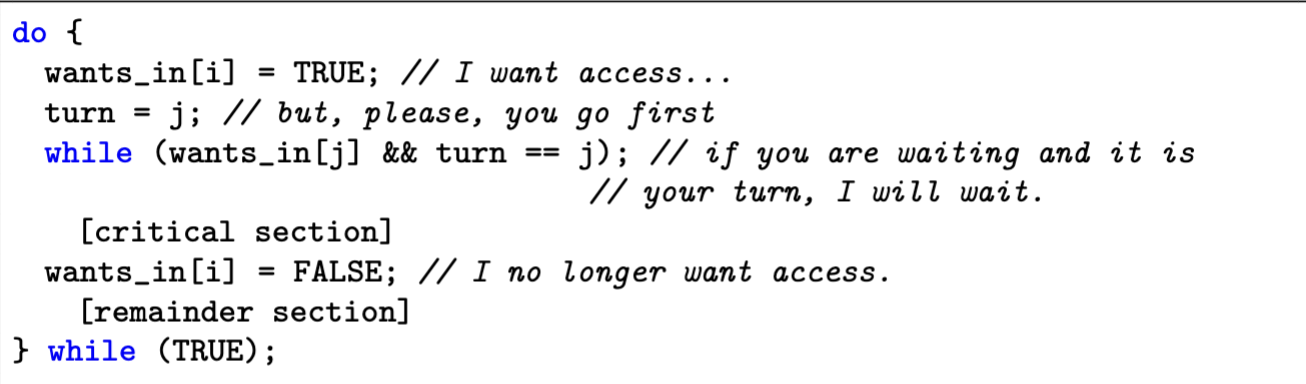 do {
  wants_in[i] = TRUE; // I want access...
  turn = j; // but, please, you go first
  while (wants_in[j] && turn == j); // if you are waiting and it is
                                    // your turn, I will wait.
    [critical section]
  wants_in[i] = FALSE; // I no longer want access.
    [remainder section]
} while (TRUE);